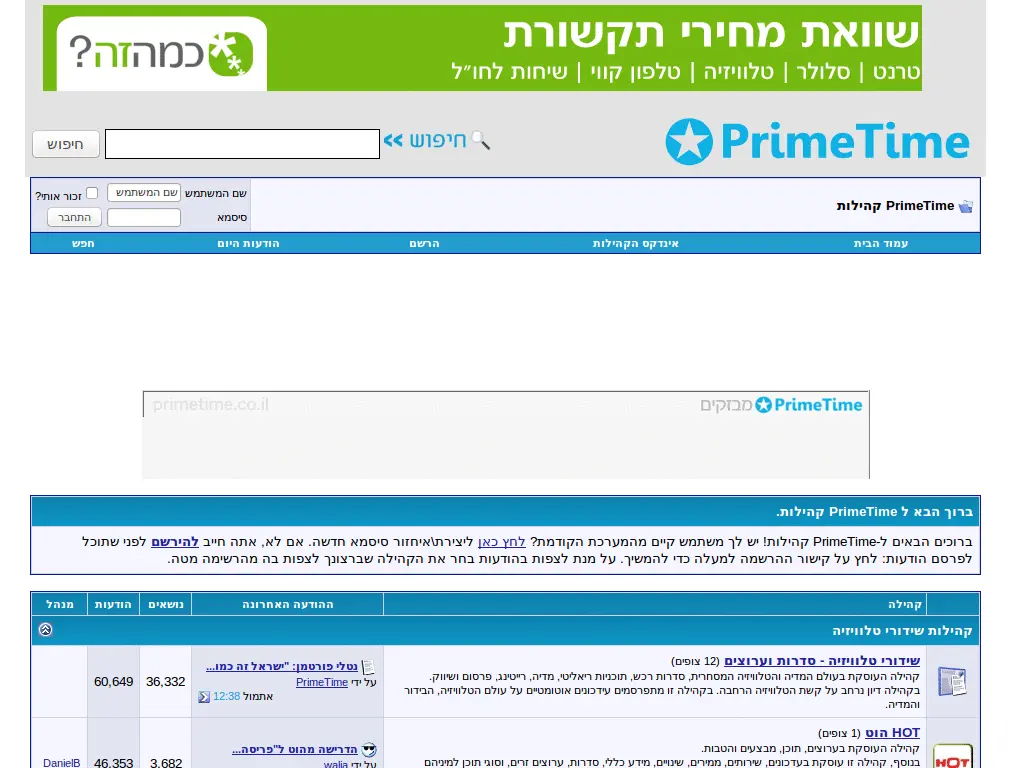 שוואת מחירי תקשורת
טרנט | סלולר | טלוויזיה | טלפון קווי | שיחות לחו״ל
כמהזה?
PrimeTime
חיפוש >>
חיפוש
PrimeTime קהילות
שם המשתמש שם המשתמש זכור אותי?
סיסמא התחבר
עמוד הבית אינדקס הקהילות הרשם הודעות היום חפש
PrimeTime מבזקים primetime.co.il
ברוך הבא ל PrimeTime קהילות.
ברוכים הבאים ל-PrimeTime קהילות! יש לך משתמש קיים מהמערכת הקודמת? לחץ כאן ליצירת\איחזור סיסמא חדשה. אם לא, אתה חייב להירשם לפני שתוכל
לפרסם הודעות: לחץ על קישור ההרשמה למעלה כדי להמשיך. על מנת לצפות בהודעות בחר את הקהילה שברצונך לצפות בה מהרשימה מטה.
קהילה ההודעה האחרונה נושאים הודעות מנהל
קהילות שידורי טלוויזיה
שידורי טלוויזיה - סדרות וערוצים (12 צופים)
קהילה העוסקת בעולם המדיה והטלוויזיה המסחרית, סדרות רכש, תוכניות ריאליטי, מדיה, רייטינג, פרסום ושיווק.
בקהילה דיון נרחב על קשת הטלוויזיה הרחבה. בקהילה זו מתפרסמים עידכונים אוטומטיים על עולם הטלוויזיה, הבידור
והמדיה.
נטלי פורטמן: "ישראל זה כמו...
על ידי PrimeTime
אתמול 12:38
36,332
60,649
HOT הוט (1 צופים)
קהילה העוסקת בערוצים, תוכן, מבצעים והטבות.
בנוסף, קהילה זו עוסקת בעדכונים, שירותים, ממירים, שינויים, מידע כללי, סדרות, ערוצים זרים, וסוגי תוכן למיניהם
HOT
הדרישה מהוט ל"פריסה...
על ידי walia
3,682
46,353
DanielB